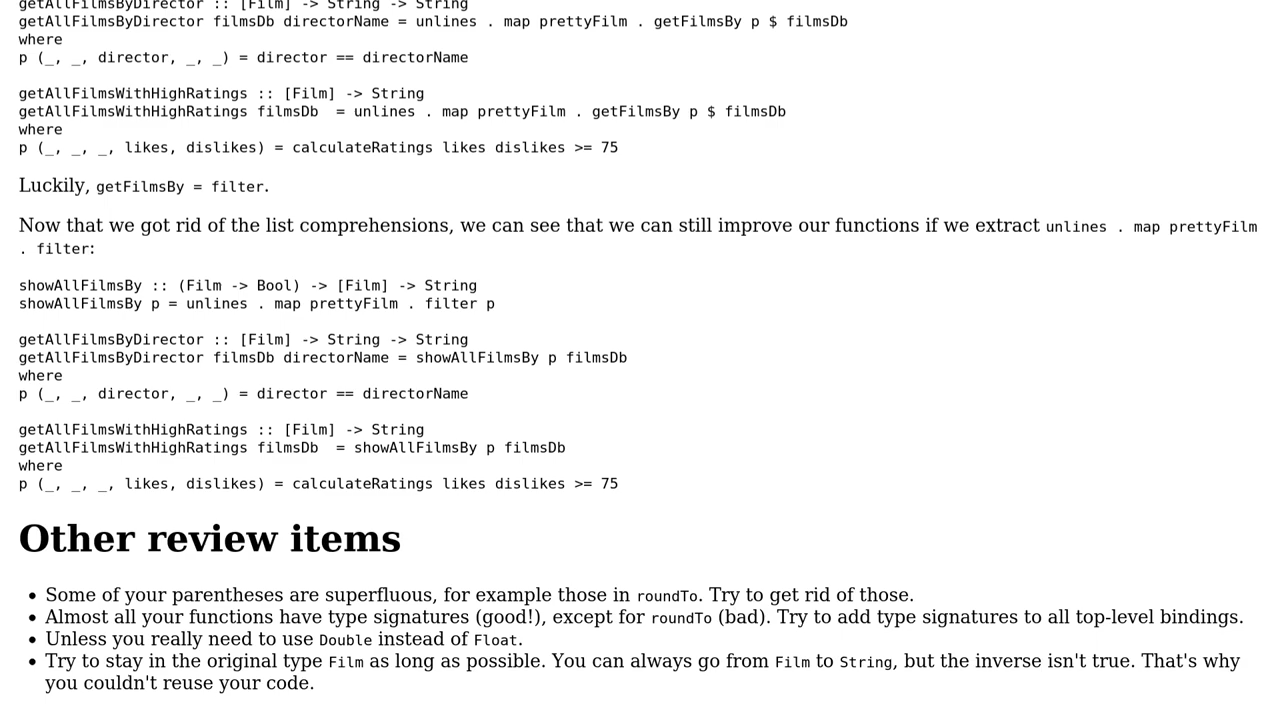 getAllFilmsByDirector :: [Film] -> String -> String
getAllFilmsByDirector filmsDb directorName = unlines . map prettyFilm . getFilmsBy p $ filmsDb
where
p (_, _, director, _, _) = director == directorName
getAllFilmsWithHighRatings :: [Film] -> String
getAllFilmsWithHighRatings filmsDb  = unlines . map prettyFilm . getFilmsBy p $ filmsDb
where
p (_, _, _, likes, dislikes) = calculateRatings likes dislikes >= 75
Luckily, getFilmsBy = filter.
Now that we got rid of the list comprehensions, we can see that we can still improve our functions if we extract unlines . map prettyFilm
. filter:
showAllFilmsBy :: (Film -> Bool) -> [Film] -> String
showAllFilmsBy p = unlines . map prettyFilm . filter p
getAllFilmsByDirector :: [Film] -> String -> String
getAllFilmsByDirector filmsDb directorName = showAllFilmsBy p filmsDb
where
p (_, _, director, _, _) = director == directorName
getAllFilmsWithHighRatings :: [Film] -> String
getAllFilmsWithHighRatings filmsDb  = showAllFilmsBy p filmsDb
where
p (_, _, _, likes, dislikes) = calculateRatings likes dislikes >= 75
Other review items
• Some of your parentheses are superfluous, for example those in roundTo. Try to get rid of those.
• Almost all your functions have type signatures (good!), except for roundTo (bad). Try to add type signatures to all top-level bindings.
• Unless you really need to use Double instead of Float.
• Try to stay in the original type Film as long as possible. You can always go from Film to String, but the inverse isn't true. That's why
you couldn't reuse your code.